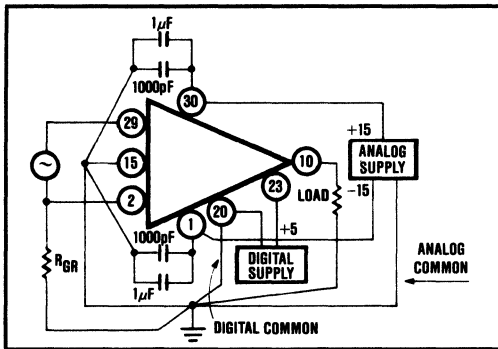 1μF
1000pF
30
+15
29
ANALOG
SUPPLY
15
10
-15
23
LOAD
2
20
1
+5
1000pF
DIGITAL
SUPPLY
RGR
ANALOG
COMMON
1μF
DIGITAL COMMON